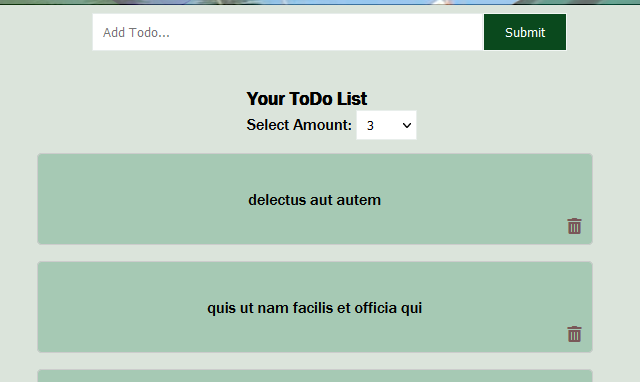 Add Todo...
Submit
Your ToDo List
Select Amount: 3
delectus aut autem
quis ut nam facilis et officia qui